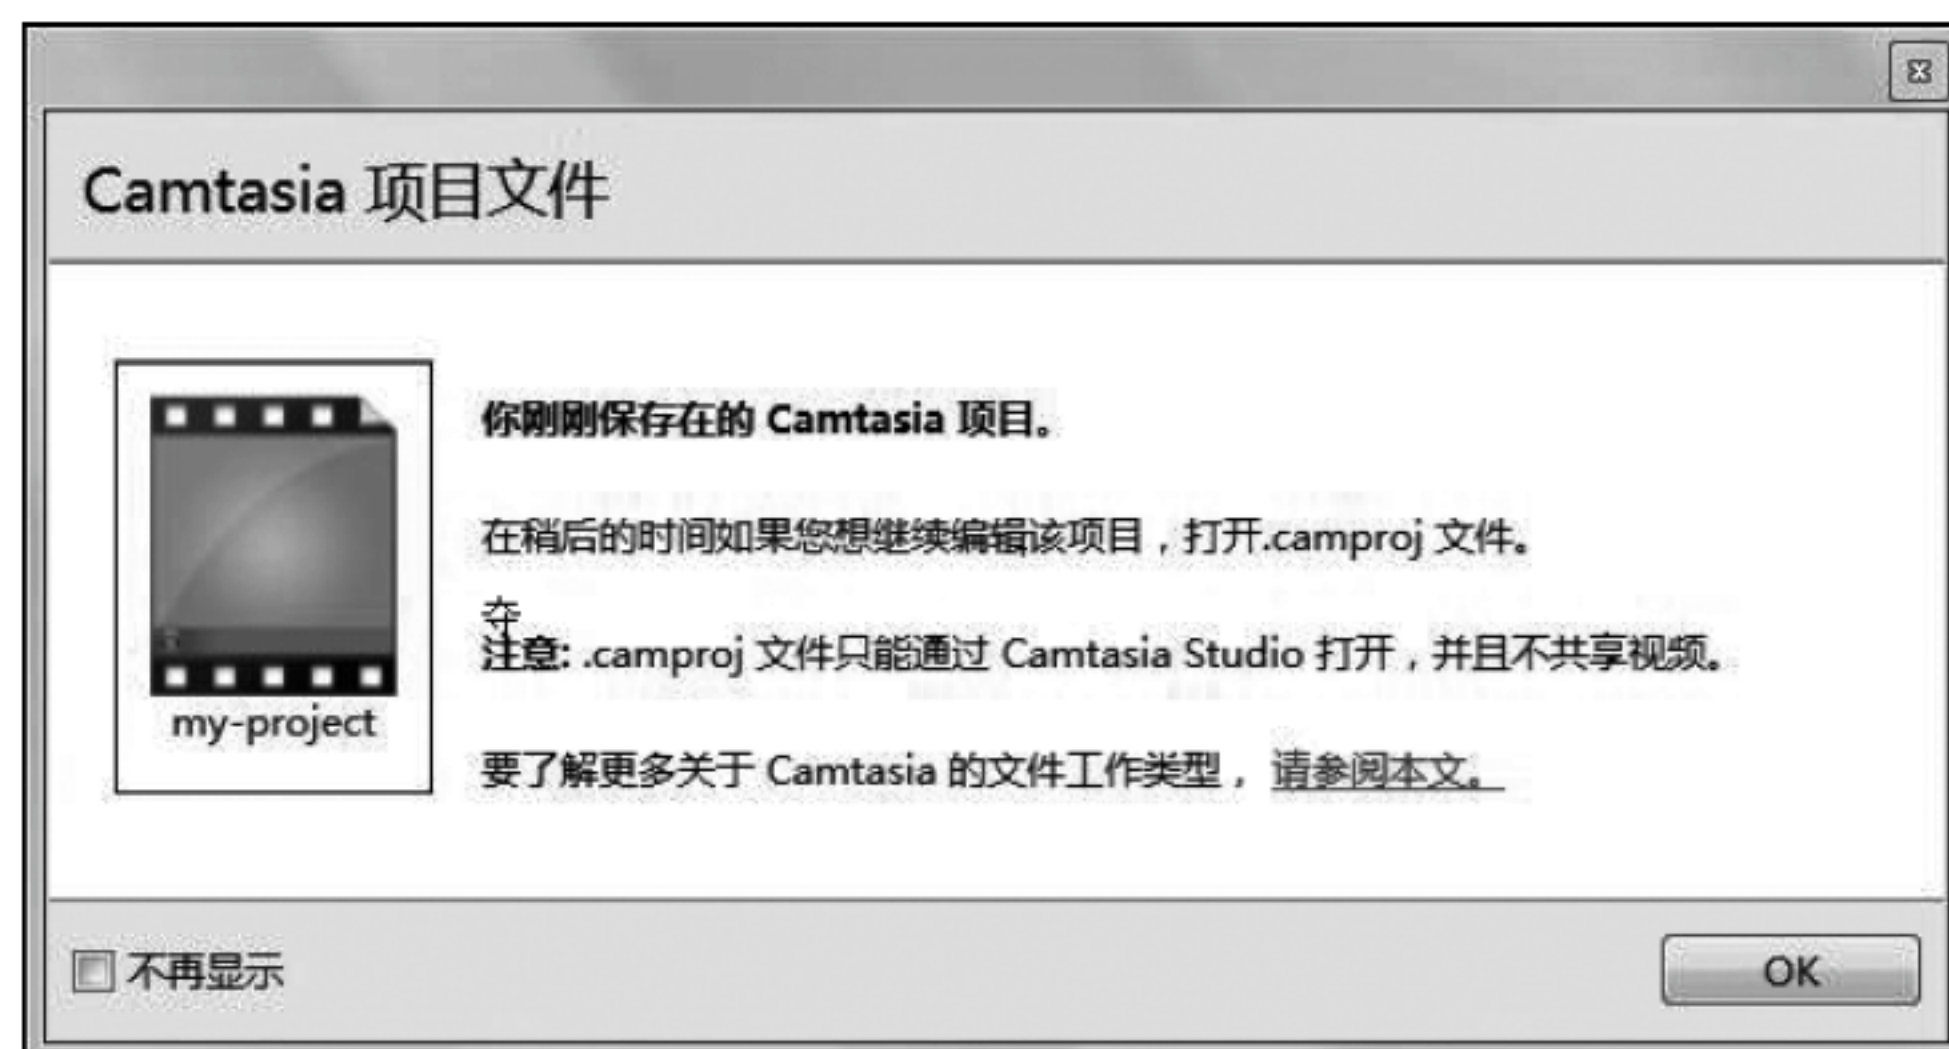 Camtasia 项目文件
你刚刚保存在的 Camtasia 项目。
在稍后的时间如果您想继续编辑该项目，打开.camproj 文件。
注意: .camproj 文件只能通过 Camtasia Studio 打开，并且不共享视频。
my-project
要了解更多关于 Camtasia 的文件工作类型， 请参阅本文。
不再显示
OK